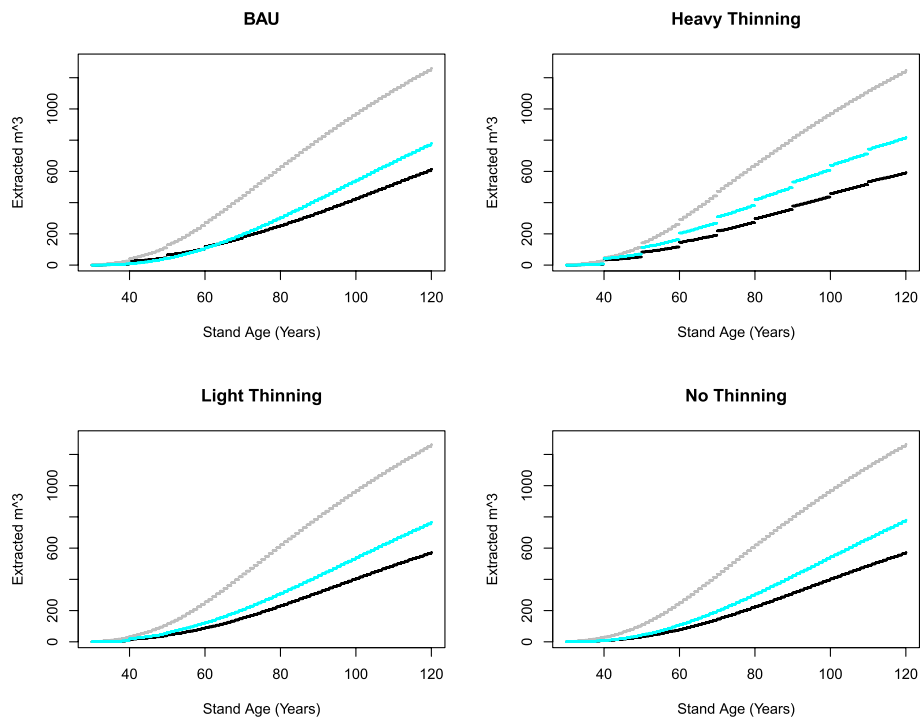 BAU
Extracted m^3
0 200 600 1000
40 60 80 100 120
Stand Age (Years)
Heavy Thinning
Extracted m^3
0 200 600 1000
40 60 80 100 120
Stand Age (Years)
Light Thinning
Extracted m^3
0 200 600 1000
40 60 80 100 120
Stand Age (Years)
No Thinning
Extracted m^3
0 200 600 1000
40 60 80 100 120
Stand Age (Years)